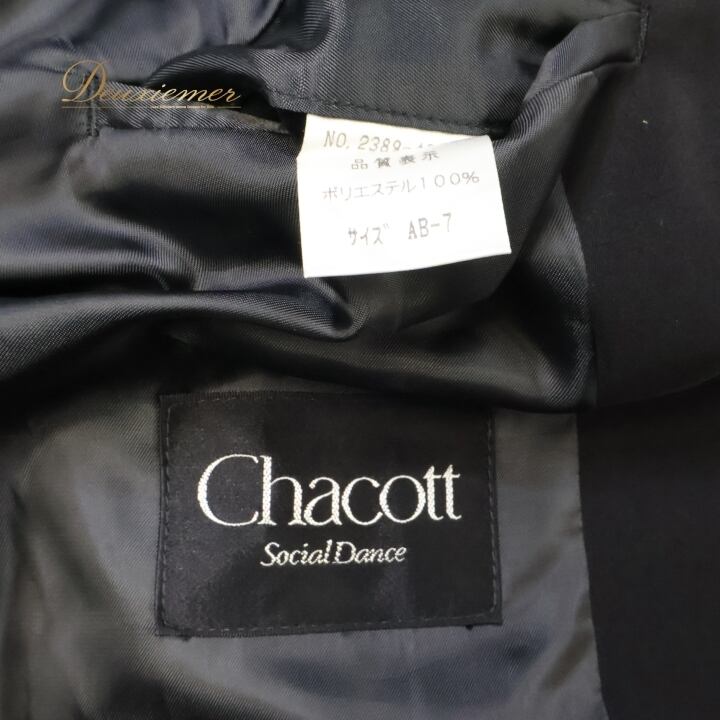 Deuxiemer
NO. 2389-
品質表示
ポリエステル100%
サイズ AB-7
Chacott
Social Dance